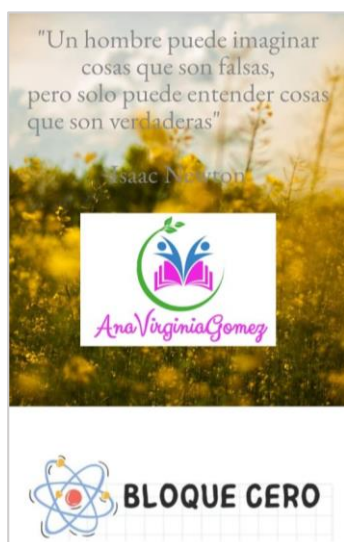 "Un hombre puede imaginar
cosas que son falsas,
pero solo puede entender cosas
que son verdaderas"
Isaac Newton
AnaVirginiaGomez
BLOQUE CERO